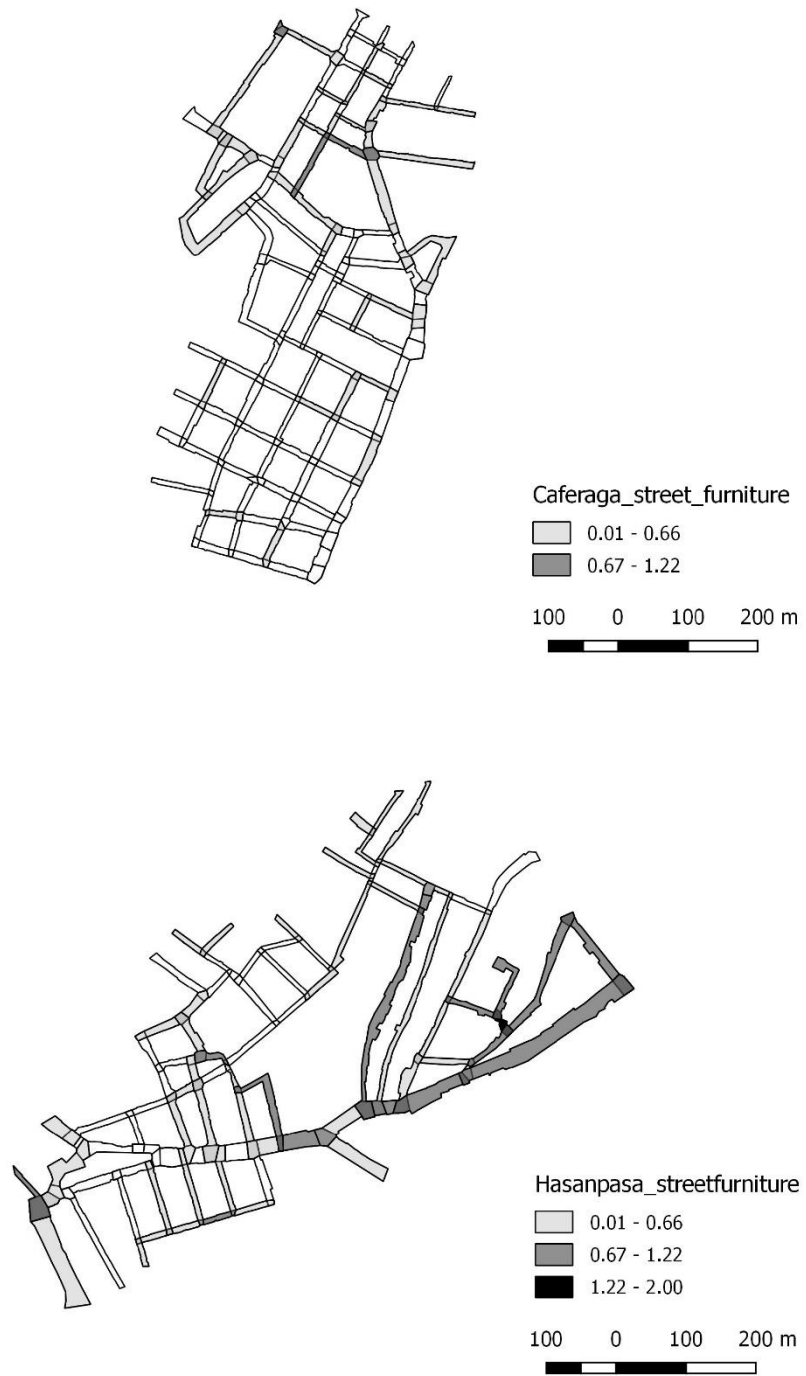 Caferaga_street_furniture
0.01 - 0.66
0.67 - 1.22
100 0 100 200 m
Hasanpasa_streetfurniture
0.01 - 0.66
0.67 - 1.22
1.22 - 2.00
100 0 100 200 m